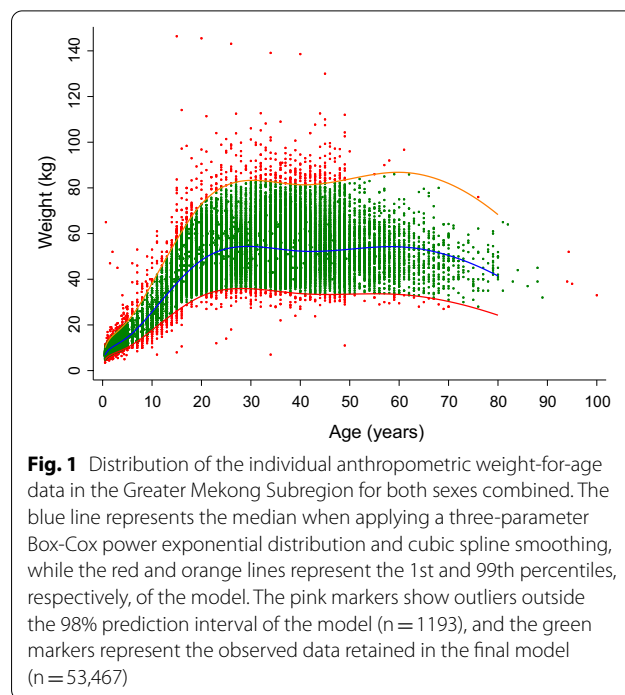 140
120
100
80
60
40
20
0
Weight (kg)
0 10 20 30 40 50 60 70 80 90 100
Age (years)
Fig. 1 Distribution of the individual anthropometric weight-for-age
data in the Greater Mekong Subregion for both sexes combined. The
blue line represents the median when applying a three-parameter
Box-Cox power exponential distribution and cubic spline smoothing,
while the red and orange lines represent the 1st and 99th percentiles,
respectively, of the model. The pink markers show outliers outside
the 98% prediction interval of the model (n = 1193), and the green
markers represent the observed data retained in the final model
(n = 53,467)